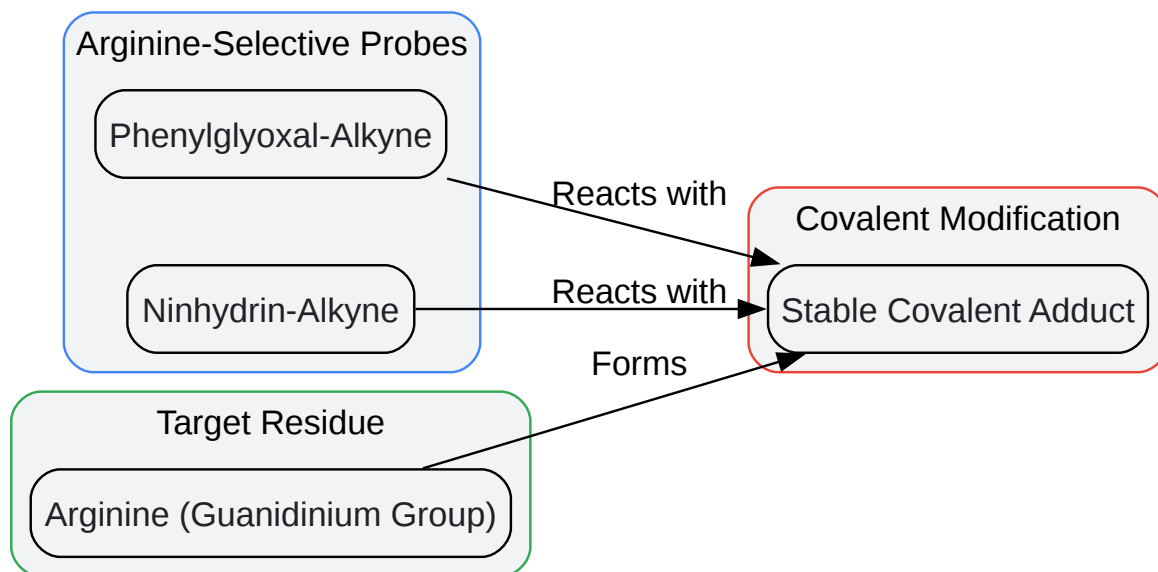 Arginine-Selective Probes
Phenylglyoxal-Alkyne
Ninhydrin-Alkyne
Reacts with
Reacts with
Forms
Covalent Modification
Stable Covalent Adduct
Target Residue
Arginine (Guanidinium Group)